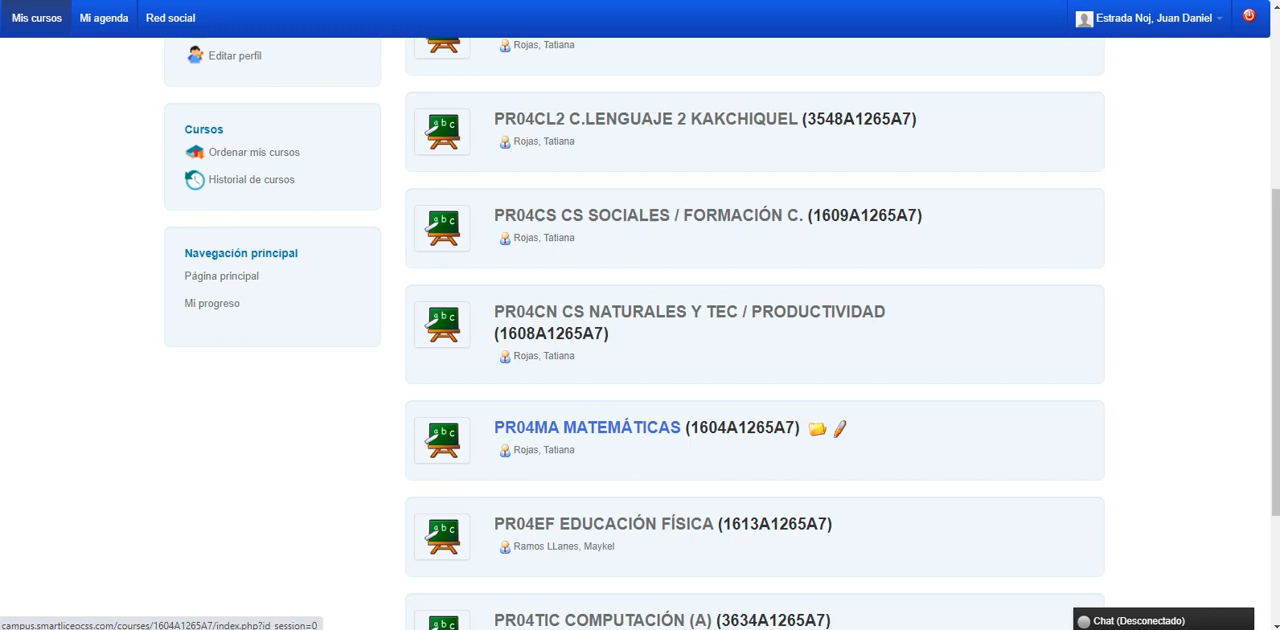 Mis cursos
Mi agenda
Red social
Estrada Noj, Juan Daniel
Editar perfil
Cursos
Ordenar mis cursos
Historial de cursos
Navegación principal
Página principal
Mi progreso
Rojas, Tatiana
PR04CL2 C.LENGUAJE 2 KAKCHIQUEL (3548A1265A7)
Rojas, Tatiana
PR04CS CS SOCIALES / FORMACIÓN C. (1609A1265A7)
Rojas, Tatiana
PR04CN CS NATURALES Y TEC / PRODUCTIVIDAD
(1608A1265A7)
Rojas, Tatiana
PR04MA MATEMÁTICAS (1604A1265A7)
Rojas, Tatiana
PR04EF EDUCACIÓN FÍSICA (1613A1265A7)
Ramos LLanes, Maykel
PR04TIC COMPUTACIÓN (A) (3634A1265A7)
campus.smartliceocss.com/courses/1604A1265A7/index.php?id_session=0
Chat (Desconectado)